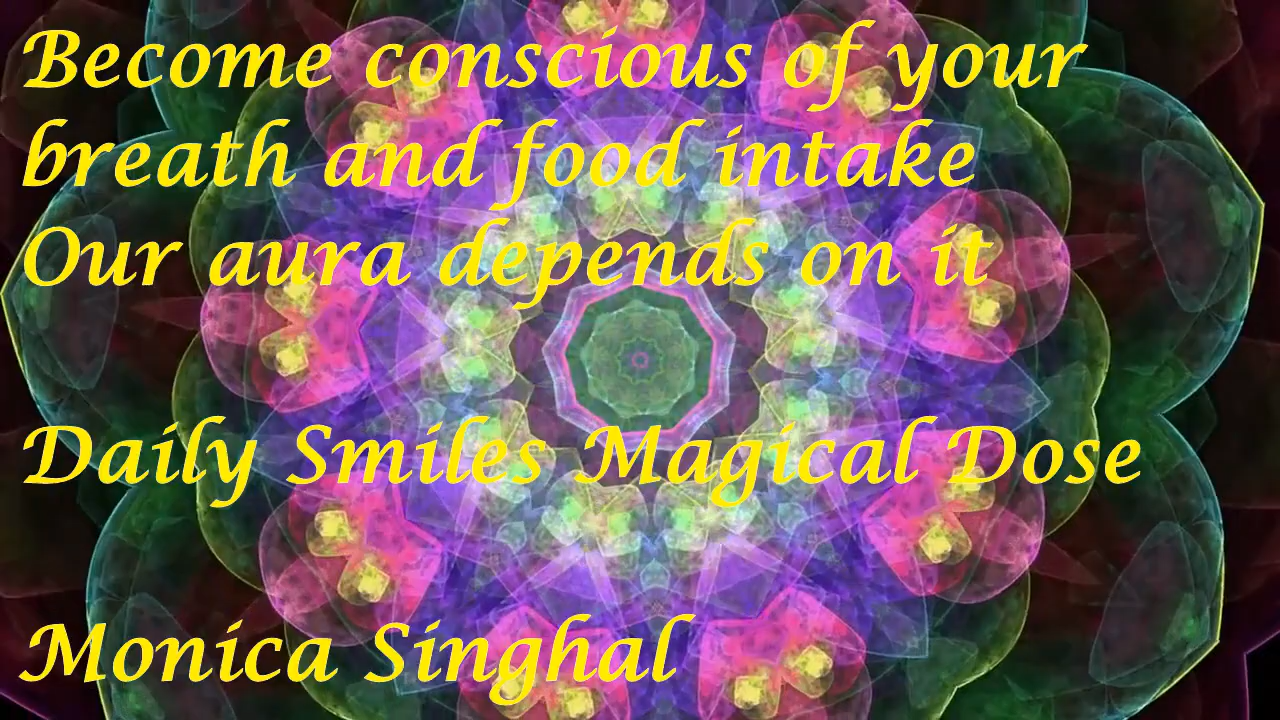 Become conscious of your
breath and food intake
Our aura depends on it
Daily Smiles Magical Dose
Monica Singhal